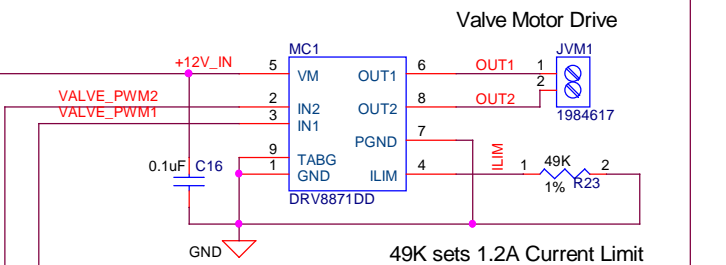 Valve Motor Drive
MC1
JVM1
+12V_IN
5
VM
OUT1
6
OUT1
1
2
VALVE_PWM2
2
IN2
OUT2
8
OUT2
VALVE_PWM1
3
IN1
1984617
PGND
7
9
TABG
0.1uF
C16
1
GND
ILIM
4
ILIM
1
49K
2
1%
R23
DRV8871DD
GND
49K sets 1.2A Current Limit